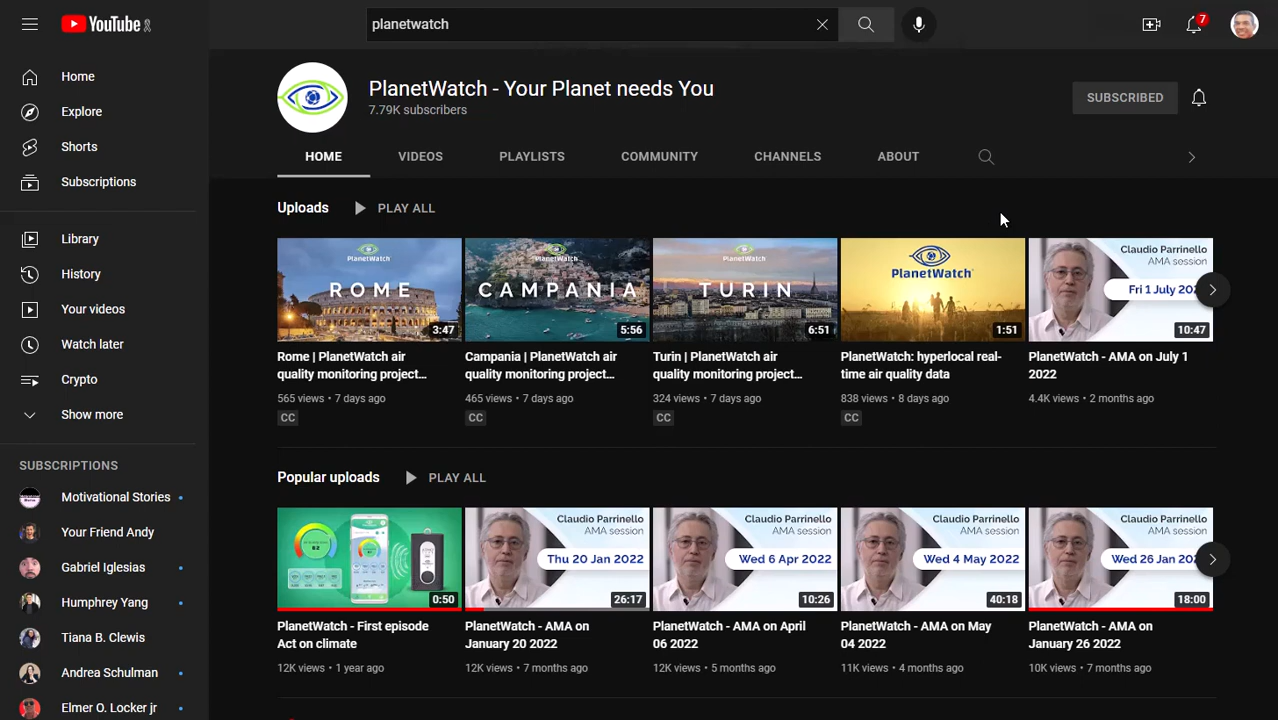 YouTube
planetwatch
7
Home
Explore
Shorts
Subscriptions
Library
History
Your videos
Watch later
Crypto
Show more
SUBSCRIPTIONS
Motivational Stories
Your Friend Andy
Gabriel Iglesias
Humphrey Yang
Tiana B. Clewis
Andrea Schulman
Elmer O. Locker jr
PlanetWatch - Your Planet needs You
7.79K subscribers
SUBSCRIBED
HOME VIDEOS PLAYLISTS COMMUNITY CHANNELS ABOUT
Uploads PLAY ALL
PlanetWatch
ROME
3:47
Rome | PlanetWatch air
quality monitoring project...
565 views • 7 days ago
CC
PlanetWatch
CAMPANIA
5:56
Campania | PlanetWatch air
quality monitoring project...
465 views • 7 days ago
CC
PlanetWatch
TURIN
6:51
Turin | PlanetWatch air
quality monitoring project...
324 views • 7 days ago
CC
PlanetWatch
1:51
PlanetWatch: hyperlocal real-
time air quality data
838 views • 8 days ago
CC
Claudio Parrinello
AMA session
Fri 1 July 202
10:47
PlanetWatch - AMA on July 1
2022
4.4K views • 2 months ago
Popular uploads PLAY ALL
0:50
PlanetWatch - First episode
Act on climate
12K views • 1 year ago
Claudio Parrinello
AMA session
Thu 20 Jan 2022
26:17
PlanetWatch - AMA on
January 20 2022
12K views • 7 months ago
Claudio Parrinello
AMA session
Wed 6 Apr 2022
10:26
PlanetWatch - AMA on April
06 2022
12K views • 5 months ago
Claudio Parrinello
AMA session
Wed 4 May 2022
40:18
PlanetWatch - AMA on May
04 2022
11K views • 4 months ago
Claudio Parrinello
AMA session
Wed 26 Jan 202
18:00
PlanetWatch - AMA on
January 26 2022
10K views • 7 months ago